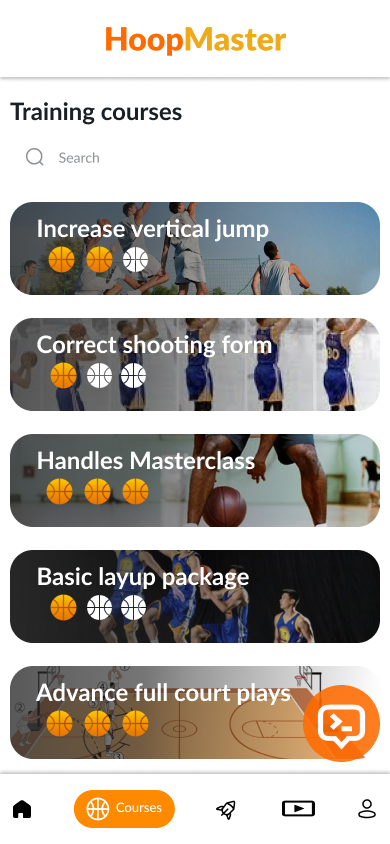 HoopMaster
Training courses
Search
Increase vertical jump
Correct shooting form
30
Handles Masterclass
Basic layup package
Advance full court plays
Courses